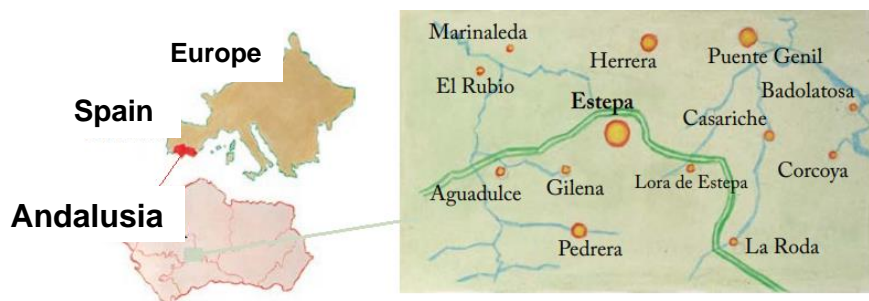 Europe
Spain
Andalusia
Marinaleda
Herrera
Puente Genil
El Rubio
Badolatosa
Estepa
Casariche
Aguadulce
Gilena
Lora de Estepa
Corcoya
Pedrera
La Roda